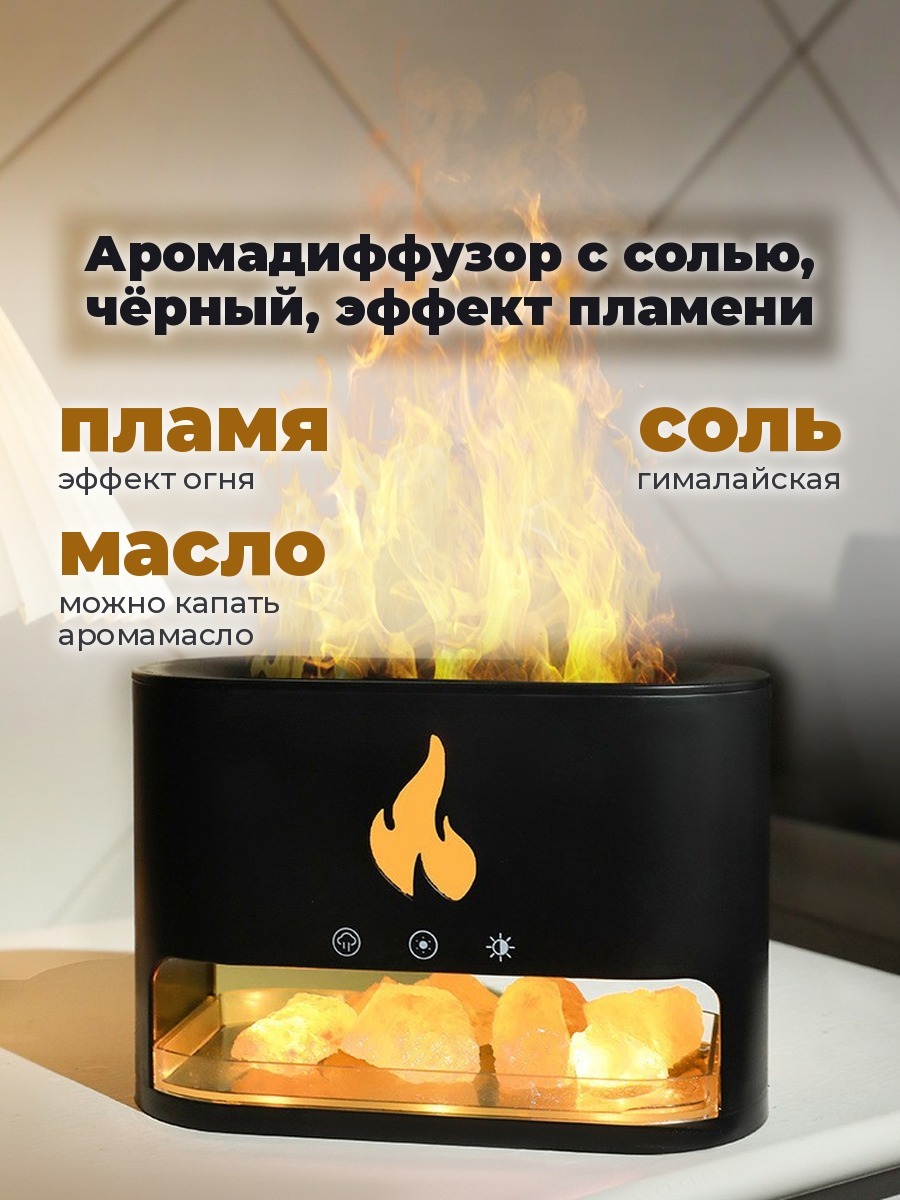 Аромадиффузор с солью,
чёрный, эффект пламени
пламя
эффект огня
соль
гималайская
масло
можно капать
аромамасло